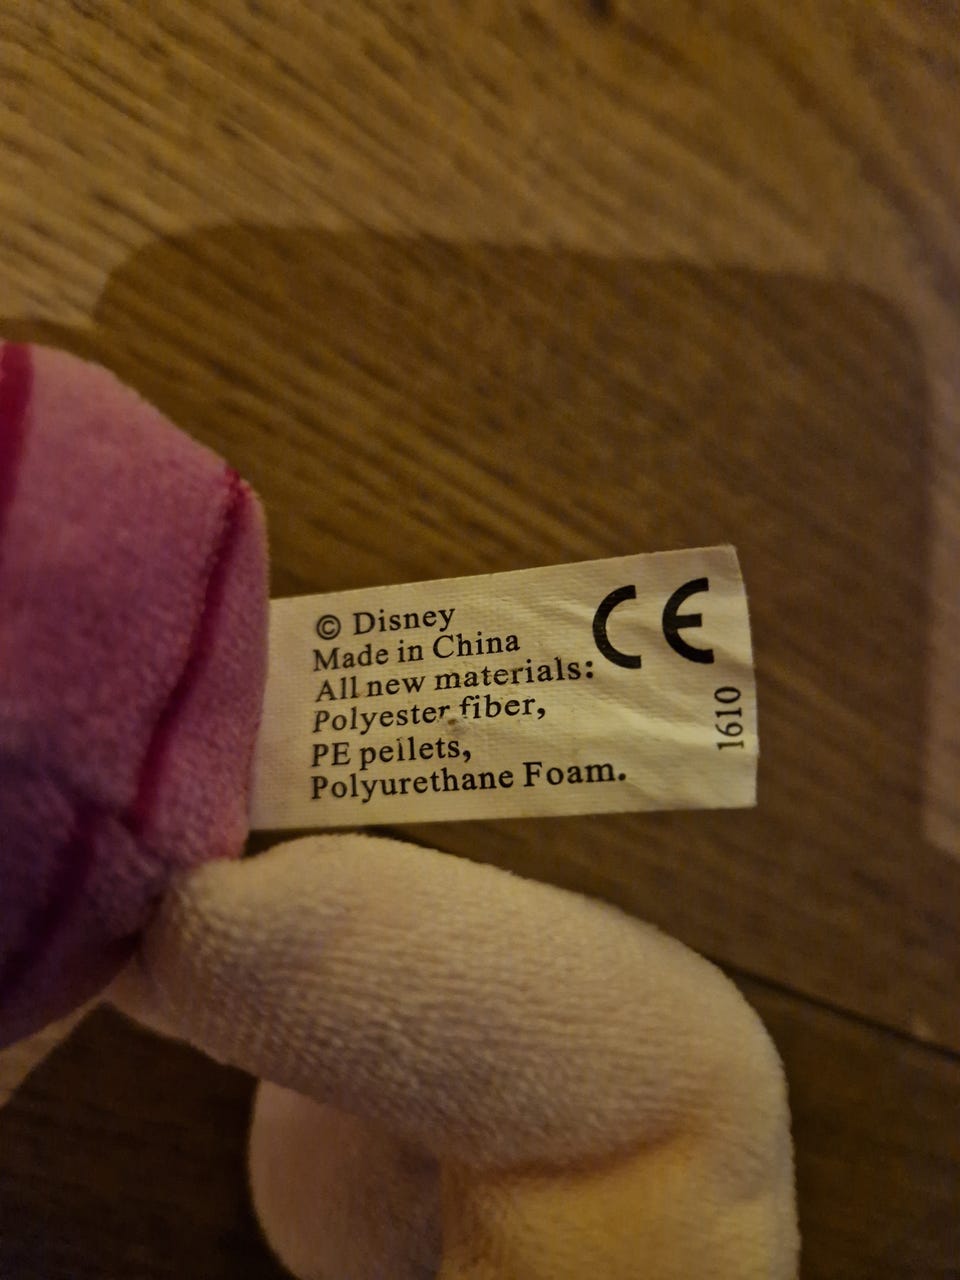 © Disney
Made in China
All new materials:
Polyester fiber,
PE pellets,
Polyurethane Foam.
CE
1610